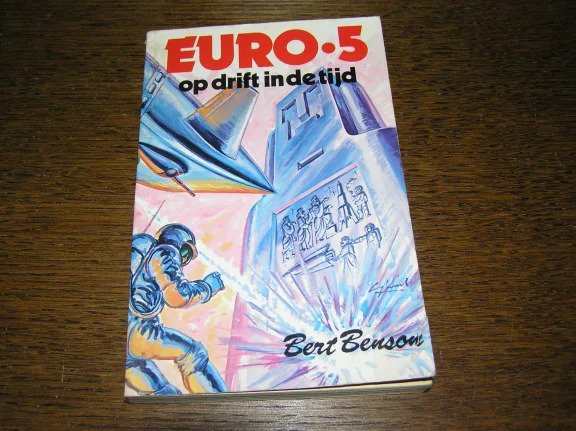 EURO•5
op drift in de tijd
Bert Benson